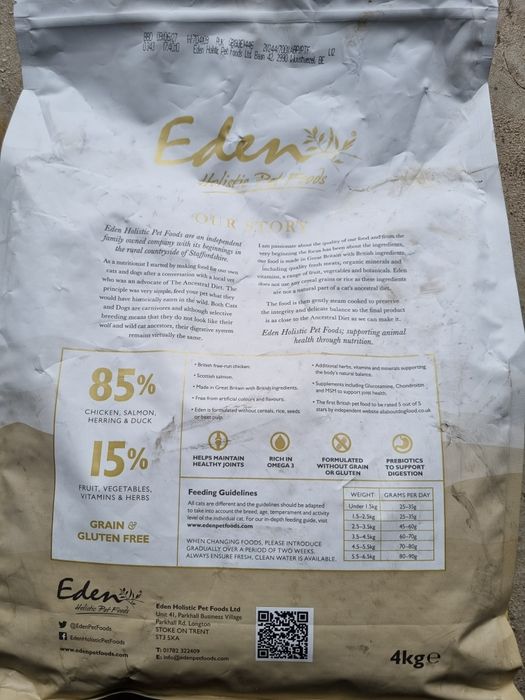 BBD 09/06/27
Eden Holistic Pet Foods Ltd
Eden
Holistic Pet Foods
OUR STORY
Eden Holistic Pet Foods are an independent
family owned company with its beginnings in
the rural countryside of Staffordshire.
As a nutritionist I started by making food for our own
cats and dogs after a conversation with a local vet
who was an advocate of The Ancestral Diet. The
principle was very simple, feed your pet what they
would have historically eaten in the wild. Both Cats
and Dogs are carnivores and although selective
breeding means that they do not look like their
wolf and wild cat ancestors, their digestive system
remains virtually the same.
I am passionate about the quality of our food and from the
very beginning the focus has been about the ingredients,
our food is made in Great Britain with British ingredients
including quality fresh meats, organic minerals and
vitamins, a range of fruit, vegetables and botanicals. Eden
does not use any cereal grains or rice as these ingredients
are not a natural part of a cat's ancestral diet.
The food is then gently steam cooked to preserve
the integrity and delicate balance so the final product
is as close to the Ancestral Diet as we can make it.
Eden Holistic Pet Foods; supporting animal
health through nutrition.
85%
CHICKEN, SALMON,
HERRING & DUCK
15%
FRUIT, VEGETABLES,
VITAMINS & HERBS
GRAIN &
GLUTEN FREE
• British free-run chicken.
• Scottish salmon.
• Made in Great Britain with British ingredients.
• Free from artificial colours and flavours.
• Eden is formulated without cereals, rice, seeds
or beet pulp.
• Additional herbs, vitamins and minerals supporting
the body's natural balance.
• Supplements including Glucosamine, Chondroitin
and MSM to support joint health.
• The first British pet food to be rated 5 out of 5
stars by independent website allaboutdogfood.co.uk
HELPS MAINTAIN
HEALTHY JOINTS
RICH IN
OMEGA 3
FORMULATED
WITHOUT GRAIN
OR GLUTEN
PREBIOTICS
TO SUPPORT
DIGESTION
Feeding Guidelines
All cats are different and the guidelines should be adapted
to take into account the breed, age, temperament and activity
level of the individual cat. For our in-depth feeding guide, visit
www.edenpetfoods.com
WHEN CHANGING FOODS, PLEASE INTRODUCE
GRADUALLY OVER A PERIOD OF TWO WEEKS.
ALWAYS ENSURE FRESH, CLEAN WATER IS AVAILABLE.
WEIGHT GRAMS PER DAY
Under 1.5kg 25-35g
1.5-2.5kg 25-35g
2.5-3.5kg 45-60g
3.5-4.5kg 60-70g
4.5-5.5kg 70-80g
5.5-6.5kg 80-90g
Eden
Holistic Pet Foods
@EdenPetFoods
EdenHolisticPetFoods
www.edenpetfoods.com
Eden Holistic Pet Foods Ltd
Unit 41, Parkhall Business Village
Parkhall Rd, Longton
STOKE ON TRENT
ST3 5XA
T: 01782 322409
E: info@edenpetfoods.com
4kg℮